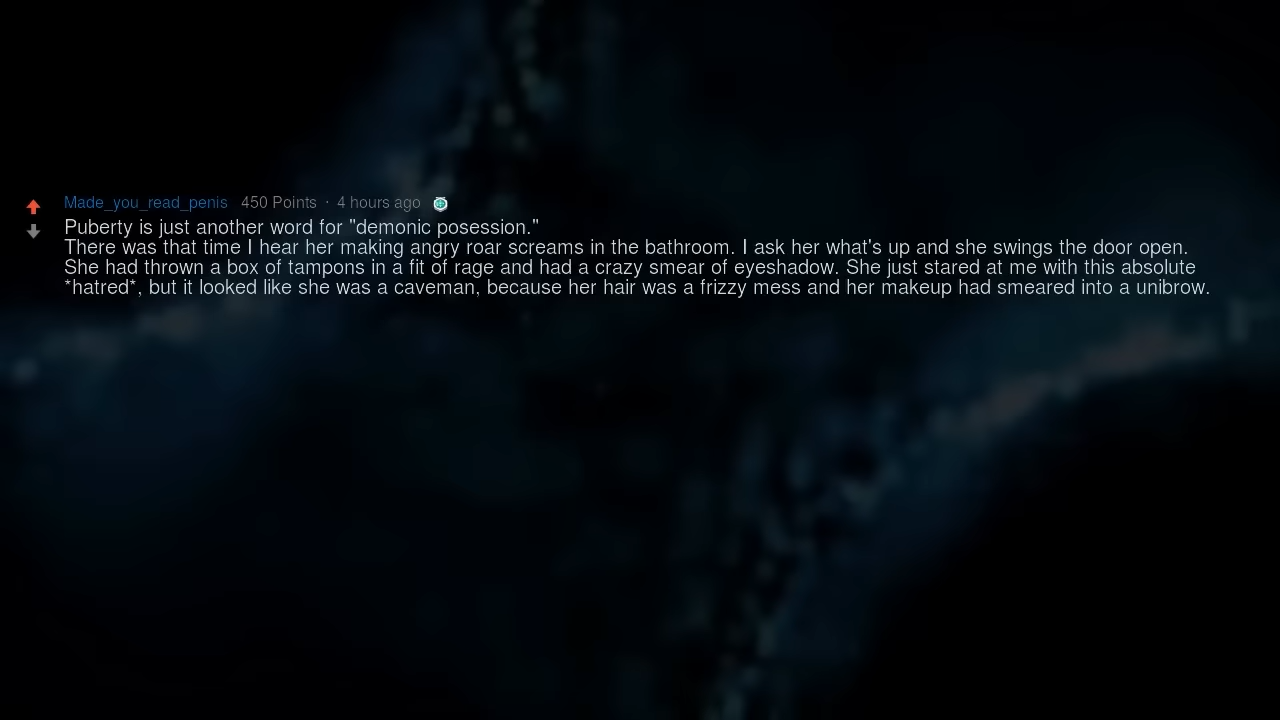 Made_you_read_penis 450 Points · 4 hours ago
Puberty is just another word for "demonic posession."
There was that time I hear her making angry roar screams in the bathroom. I ask her what's up and she swings the door open.
She had thrown a box of tampons in a fit of rage and had a crazy smear of eyeshadow. She just stared at me with this absolute
*hatred*, but it looked like she was a caveman, because her hair was a frizzy mess and her makeup had smeared into a unibrow.